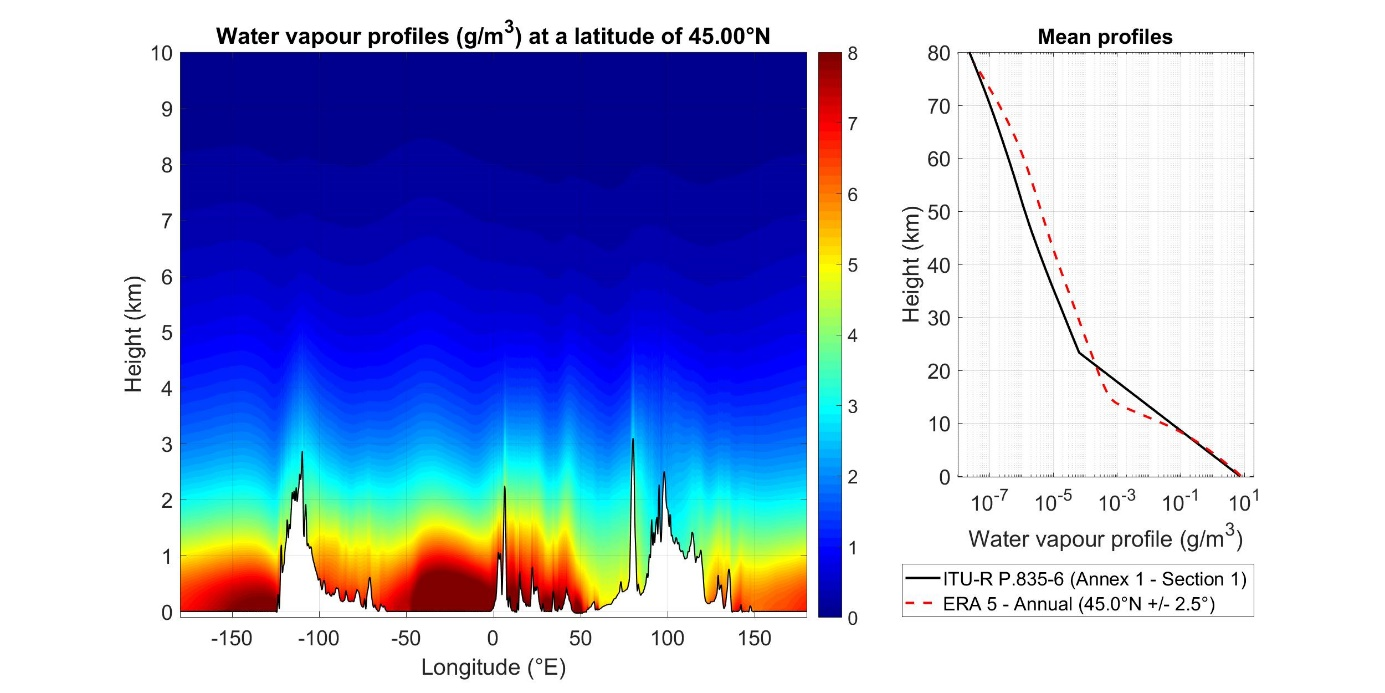 Water vapour profiles (g/m³) at a latitude of 45.00°N
10
9
8
7
6
5
4
3
2
1
0
Height (km)
-150 -100 -50 0 50 100 150
Longitude (°E)
8
7
6
5
4
3
2
1
0
Mean profiles
80
70
60
50
40
30
20
10
0
Height (km)
10⁻⁷ 10⁻⁵ 10⁻³ 10⁻¹ 10¹
Water vapour profile (g/m³)
ITU-R P.835-6 (Annex 1 - Section 1)
ERA 5 - Annual (45.0°N +/- 2.5°)